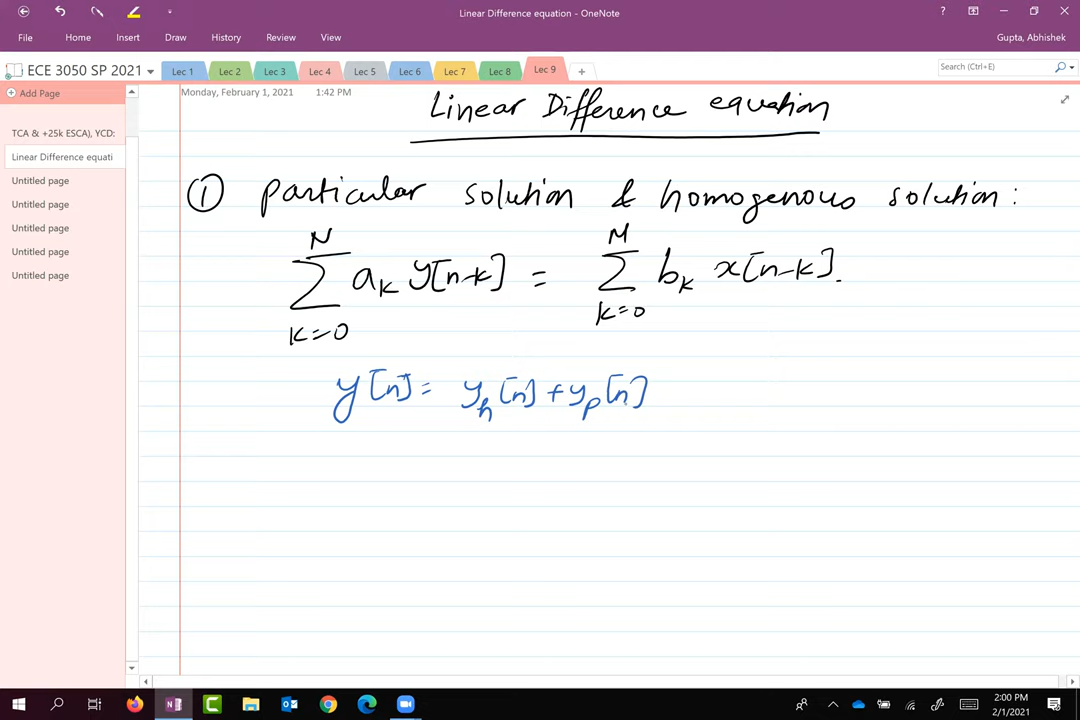 Linear Difference equation - OneNote
?
File Home Insert Draw History Review View Gupta, Abhishek
ECE 3050 SP 2021 Lec 1 Lec 2 Lec 3 Lec 4 Lec 5 Lec 6 Lec 7 Lec 8 Lec 9 + Search (Ctrl+E)
Add Page
Monday, February 1, 2021 1:42 PM
Linear Difference equation
TCA & +25k ESCA), YCD:
Linear Difference equati
Untitled page
Untitled page
Untitled page
Untitled page
Untitled page
① particular solution & homogenous solution :
N M
∑ aₖ y[n-k] = ∑ bₖ x[n-k].
k=0 k=0
y[n] = yₕ[n] + yₚ[n]
2:00 PM
2/1/2021